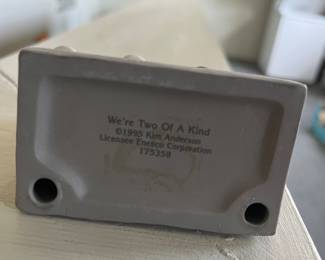 We're Two Of A Kind
©1995 Kim Anderson
Licensee Enesco Corporation
175358